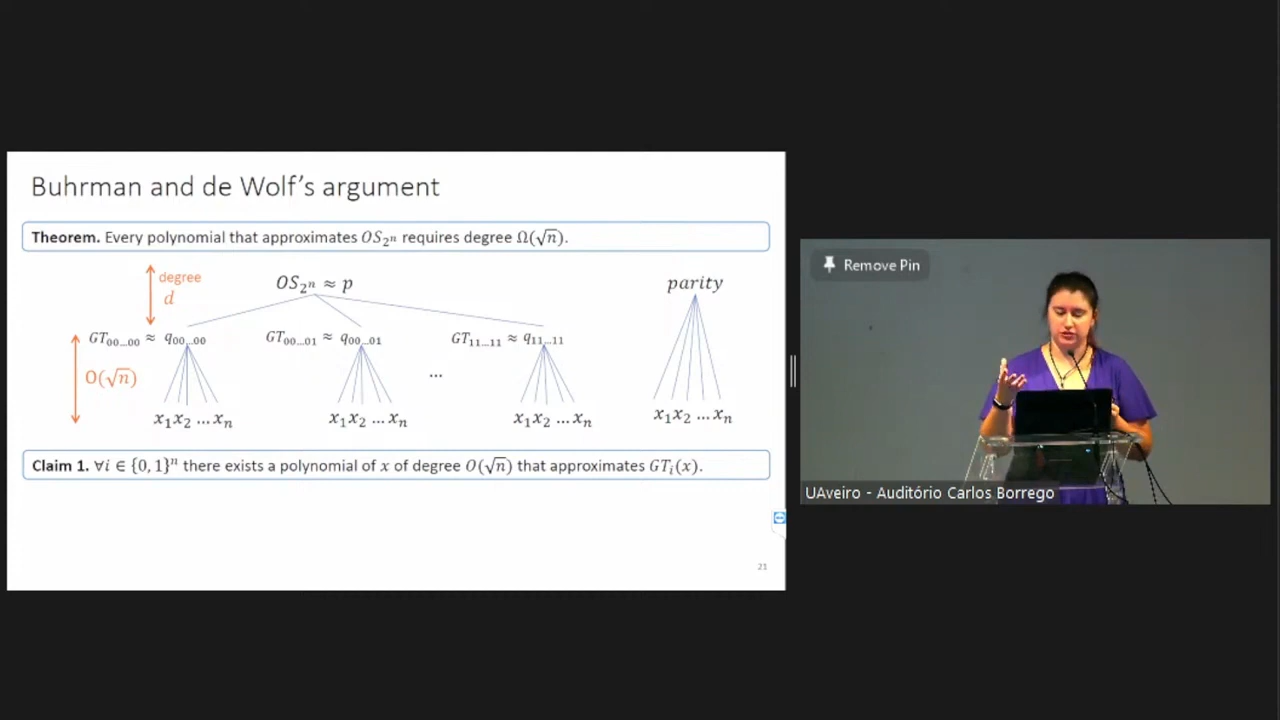 Buhrman and de Wolf's argument
Theorem. Every polynomial that approximates OS₂ⁿ requires degree Ω(√n).
degree
d
OS₂ⁿ ≈ p
parity
GT₀₀…₀₀ ≈ q₀₀…₀₀
GT₀₀…₀₁ ≈ q₀₀…₀₁
GT₁₁…₁₁ ≈ q₁₁…₁₁
O(√n)
...
x₁x₂ … xₙ
x₁x₂ … xₙ
x₁x₂ … xₙ
x₁x₂ … xₙ
Claim 1. ∀i ∈ {0, 1}ⁿ there exists a polynomial of x of degree O(√n) that approximates GTᵢ(x).
21
Remove Pin
UAveiro - Auditório Carlos Borrego